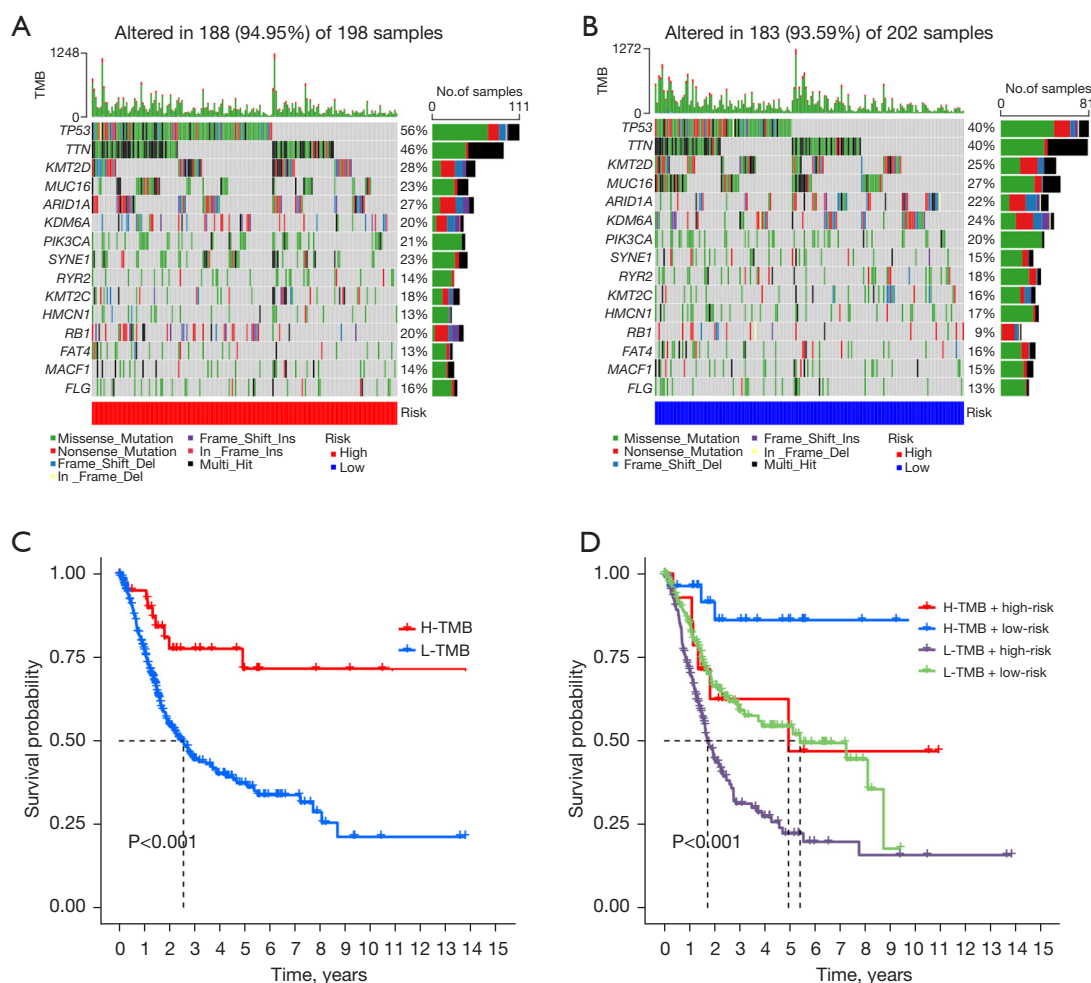 A
Altered in 188 (94.95%) of 198 samples
1248
TMB
0
No.of samples
0 111
TP53 56%
TTN 46%
KMT2D 28%
MUC16 23%
ARID1A 27%
KDM6A 20%
PIK3CA 21%
SYNE1 23%
RYR2 14%
KMT2C 18%
HMCN1 13%
RB1 20%
FAT4 13%
MACF1 14%
FLG 16%
Risk
Missense_Mutation Frame_Shift_Ins Risk
Nonsense_Mutation In_Frame_Ins High
Frame_Shift_Del Multi_Hit Low
In_Frame_Del
B
Altered in 183 (93.59%) of 202 samples
1272
TMB
0
No.of samples
0 81
TP53 40%
TTN 40%
KMT2D 25%
MUC16 27%
ARID1A 22%
KDM6A 24%
PIK3CA 20%
SYNE1 15%
RYR2 18%
KMT2C 16%
HMCN1 17%
RB1 9%
FAT4 16%
MACF1 15%
FLG 13%
Risk
Missense_Mutation Frame_Shift_Ins Risk
Nonsense_Mutation In_Frame_Del High
Frame_Shift_Del Multi_Hit Low
C
Survival probability
1.00
0.75
0.50
0.25
0.00
H-TMB
L-TMB
P<0.001
0 1 2 3 4 5 6 7 8 9 10 11 12 13 14 15
Time, years
D
Survival probability
1.00
0.75
0.50
0.25
0.00
H-TMB + high-risk
H-TMB + low-risk
L-TMB + high-risk
L-TMB + low-risk
P<0.001
0 1 2 3 4 5 6 7 8 9 10 11 12 13 14 15
Time, years